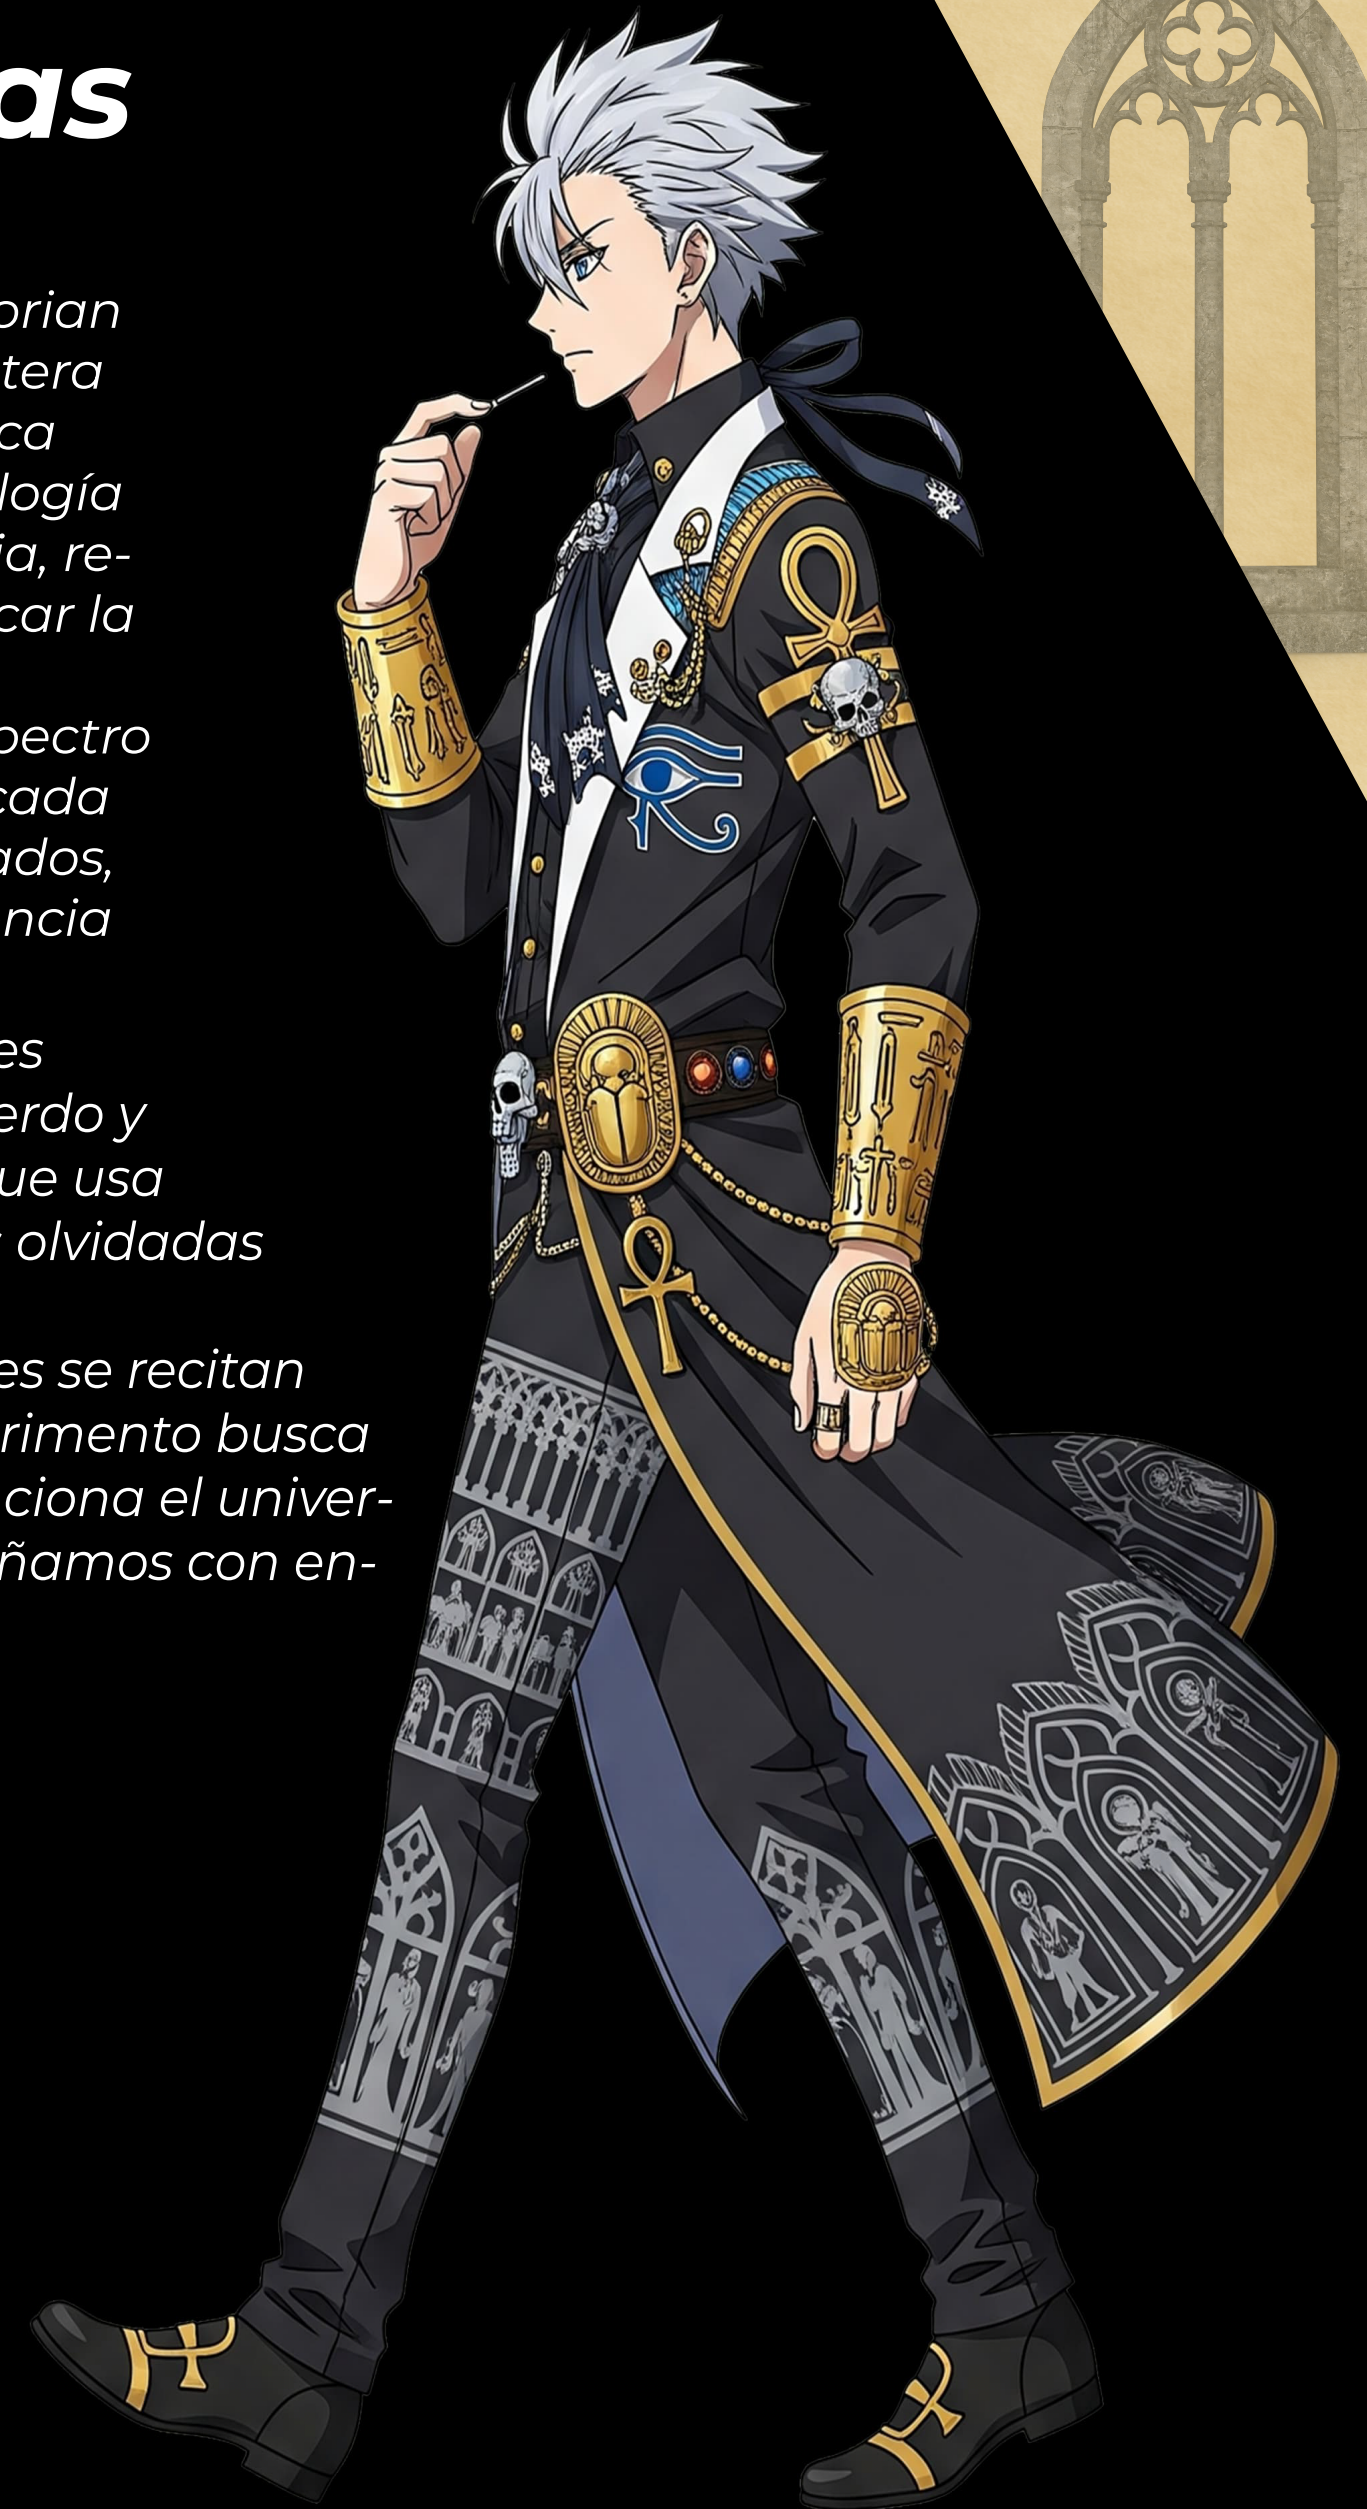 as
orian
tera
ca
logía
ia, re-
car la
pectro
cada
ados,
ncia
es
erdo y
ue usa
olvidadas
es se recitan
rimento busca
ciona el univer-
ñamos con en-